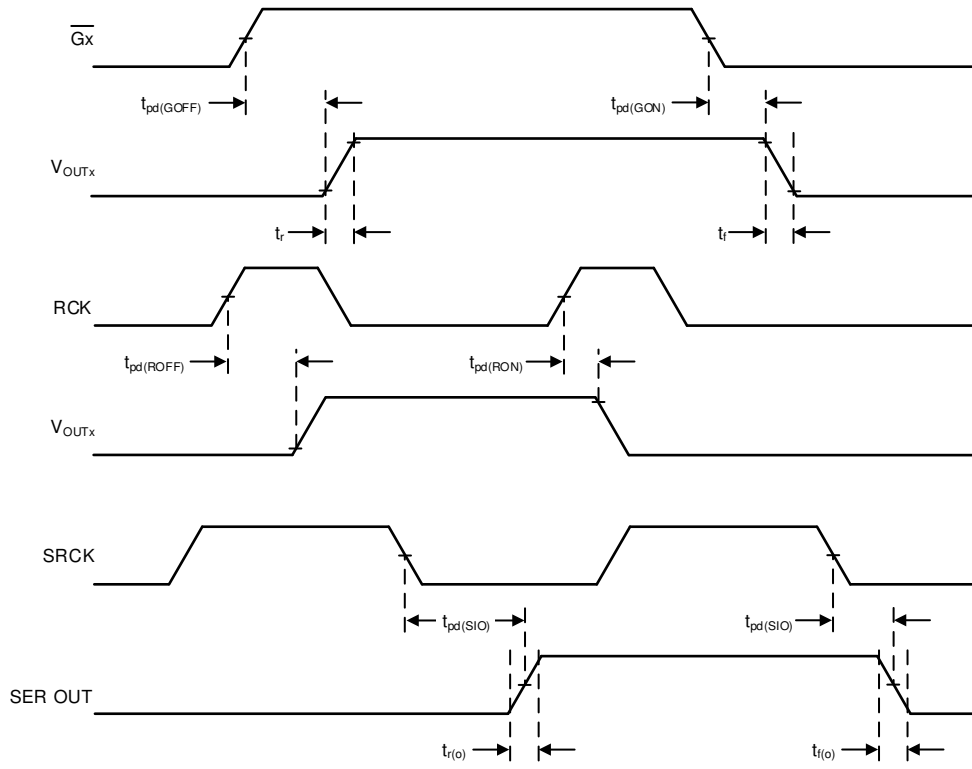 Gx
tpd(GOFF)
tpd(GON)
VOUTx
tr
tf
RCK
tpd(ROFF)
tpd(RON)
VOUTx
SRCK
tpd(SIO)
tpd(SIO)
SER OUT
tr(o)
tf(o)